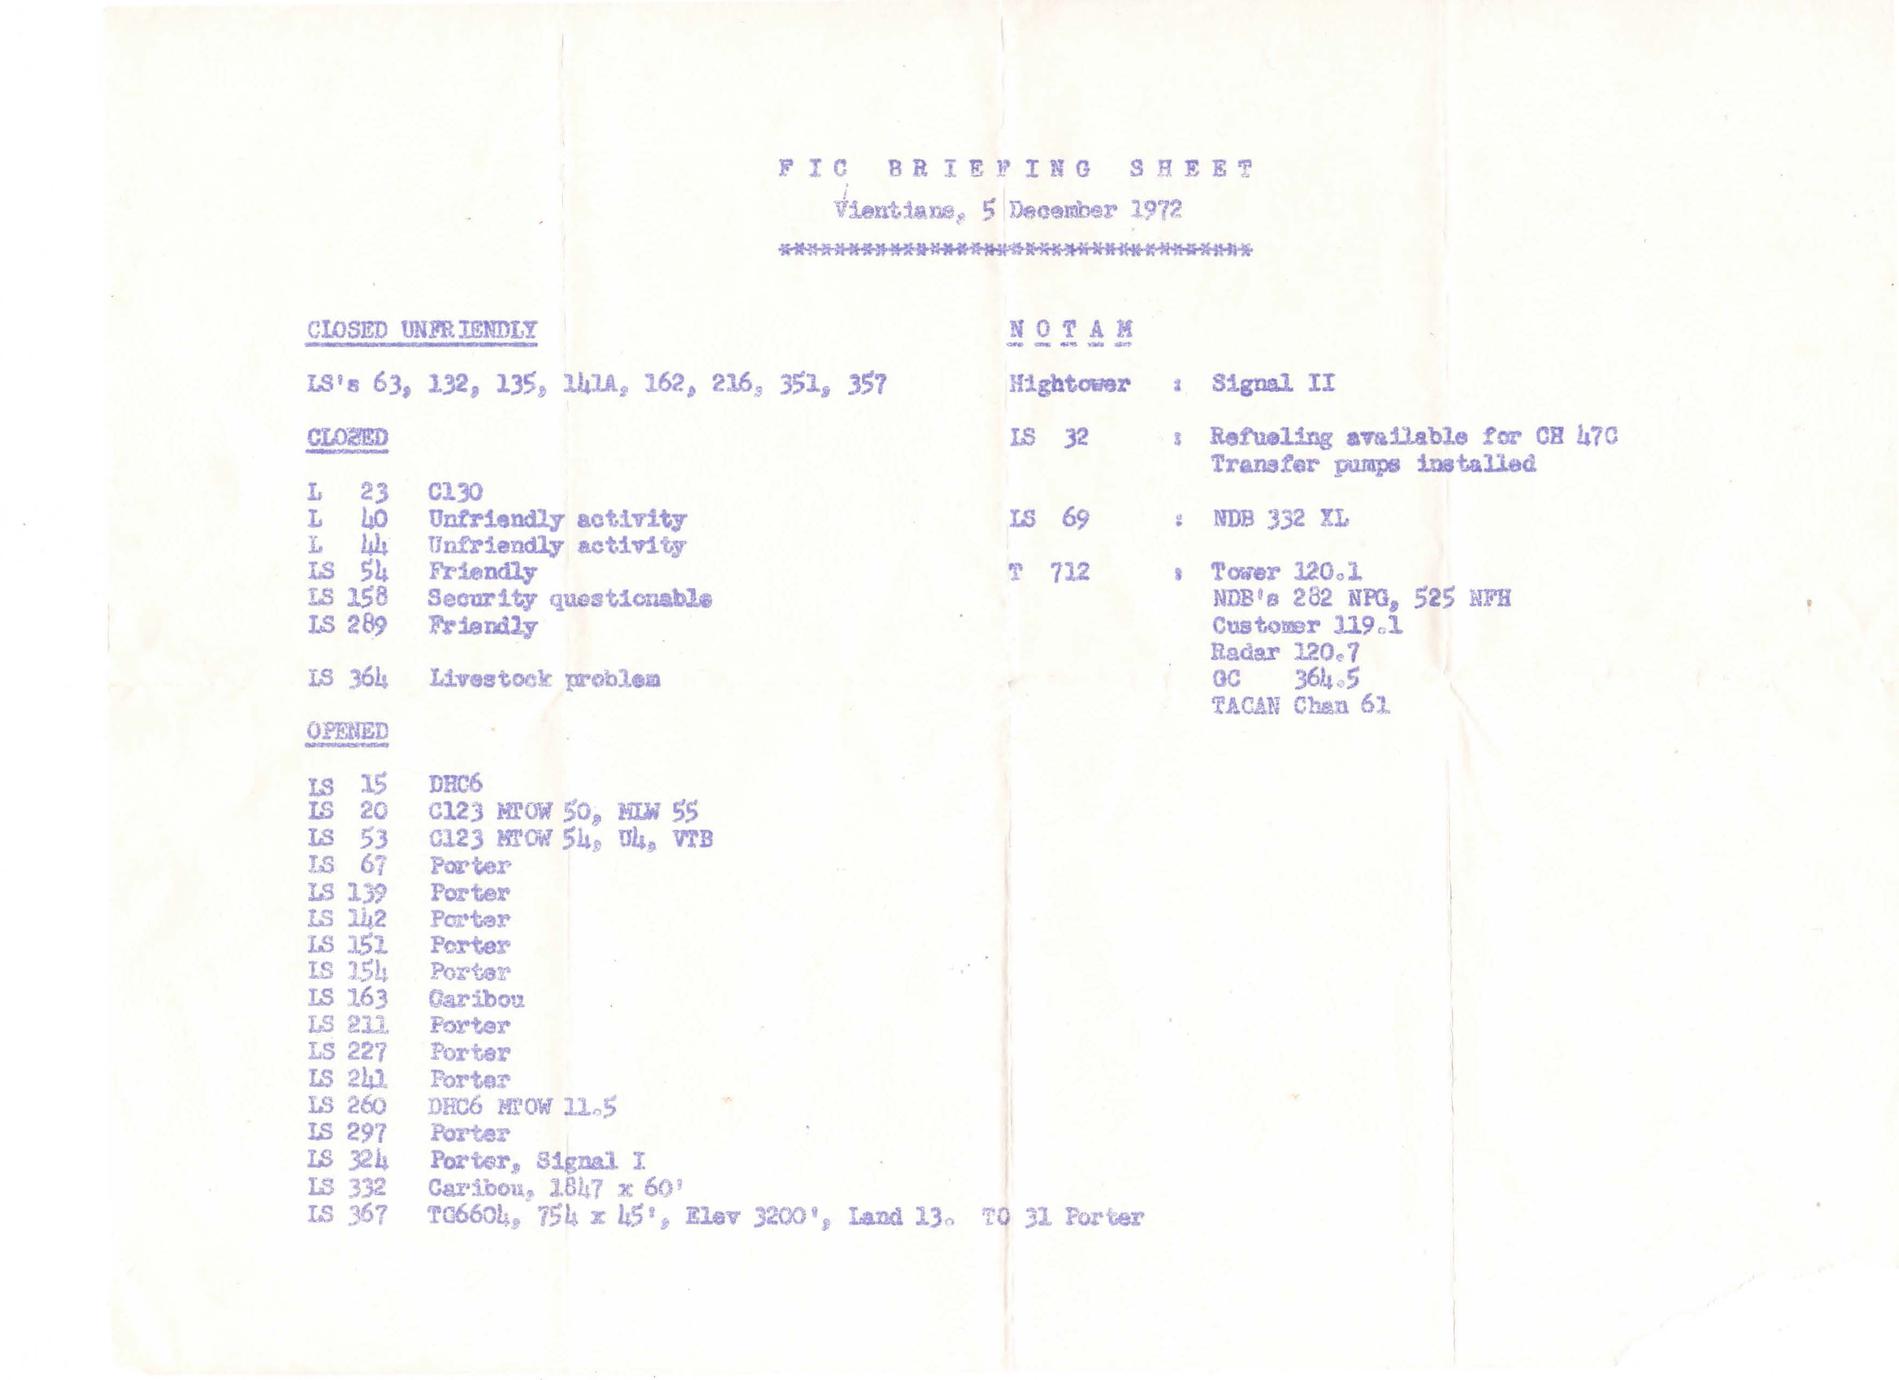 FIC BRIEFING SHEET
Vientiane, 5 December 1972
***********************************
CLOSED UNFRIENDLY
LS's 63, 132, 135, 141A, 162, 216, 351, 357
CLOSED
L 23 C130
L 40 Unfriendly activity
L 44 Unfriendly activity
LS 54 Friendly
LS 158 Security questionable
LS 289 Friendly
LS 364 Livestock problem
OPENED
LS 15 DHC6
LS 20 C123 MTOW 50, MLW 55
LS 53 C123 MTOW 54, U4, VTB
LS 67 Porter
LS 139 Porter
LS 142 Porter
LS 151 Porter
LS 154 Porter
LS 163 Caribou
LS 211 Porter
LS 227 Porter
LS 241 Porter
LS 260 DHC6 MTOW 11.5
LS 297 Porter
LS 324 Porter, Signal I
LS 332 Caribou, 1847 x 60'
LS 367 TG6604, 754 x 45', Elev 3200', Land 13. TO 31 Porter
NOTAM
Hightower : Signal II
LS 32 : Refueling available for CH 47C
Transfer pumps installed
LS 69 : NDB 332 XL
T 712 : Tower 120.1
NDB's 282 NPG, 525 NFH
Customer 119.1
Radar 120.7
GC 364.5
TACAN Chan 61